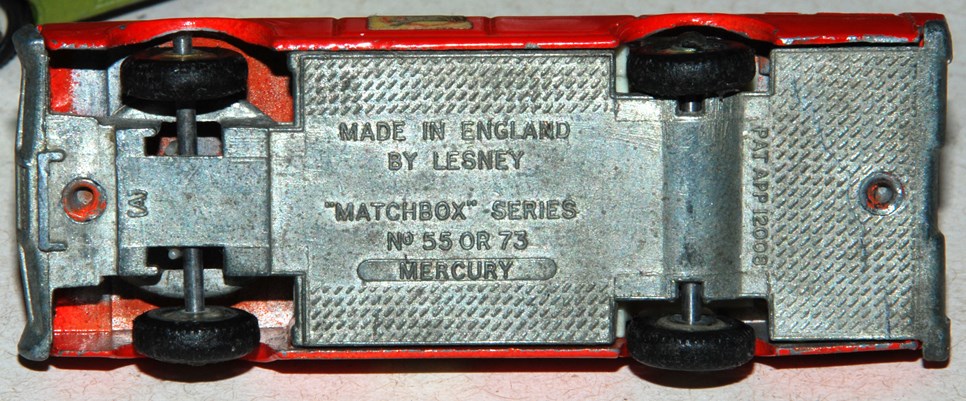 MADE IN ENGLAND
BY LESNEY
"MATCHBOX" SERIES
No 55 OR 73
MERCURY
(A)
PAT APP 12008